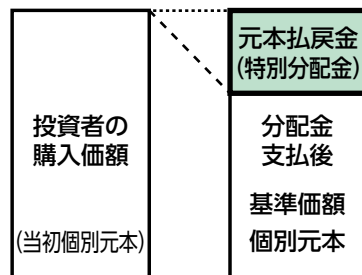 元本払戻金
(特別分配金)
投資者の
購入価額
(当初個別元本)
分配金
支払後
基準価額
個別元本